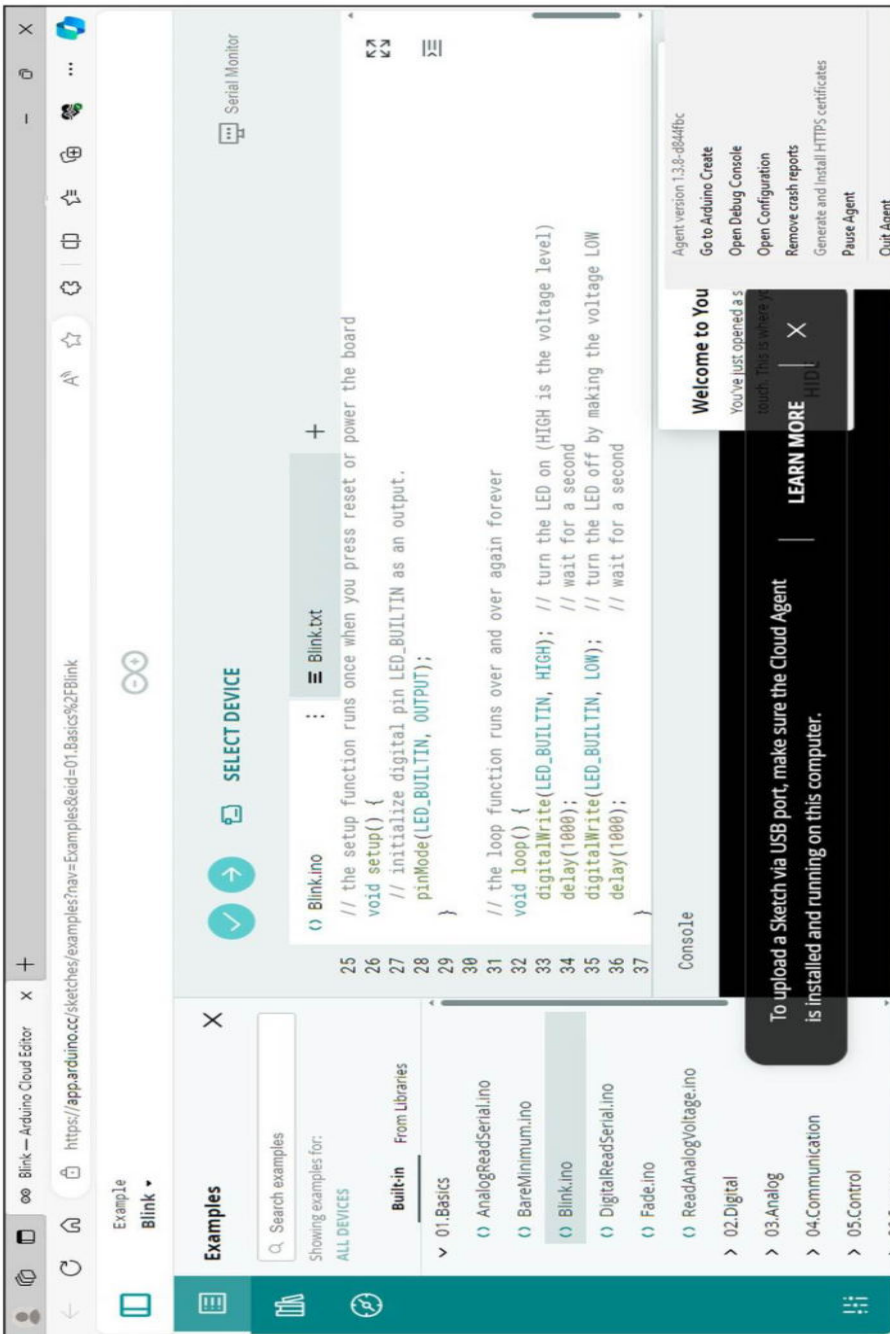 Blink — Arduino Cloud Editor
https://app.arduino.cc/sketches/examples?nav=Examples&eid=01.Basics%2FBlink
Example
Blink
Examples
Search examples
Showing examples for:
ALL DEVICES
Built-in From Libraries
01.Basics
AnalogReadSerial.ino
BareMinimum.ino
Blink.ino
DigitalReadSerial.ino
Fade.ino
ReadAnalogVoltage.ino
02.Digital
03.Analog
04.Communication
05.Control
SELECT DEVICE
Serial Monitor
Blink.ino
Blink.txt
25 // the setup function runs once when you press reset or power the board
26 void setup() {
27 // initialize digital pin LED_BUILTIN as an output.
28 pinMode(LED_BUILTIN, OUTPUT);
29 }
30
31 // the loop function runs over and over again forever
32 void loop() {
33 digitalWrite(LED_BUILTIN, HIGH); // turn the LED on (HIGH is the voltage level)
34 delay(1000); // wait for a second
35 digitalWrite(LED_BUILTIN, LOW); // turn the LED off by making the voltage LOW
36 delay(1000); // wait for a second
37 }
Console
Welcome to You
You've just opened a s
touch. This is where yo
HIDE
To upload a Sketch via USB port, make sure the Cloud Agent
is installed and running on this computer.
LEARN MORE
Agent version 1.3.8-d844fbc
Go to Arduino Create
Open Debug Console
Open Configuration
Remove crash reports
Generate and Install HTTPS certificates
Pause Agent
Quit Agent